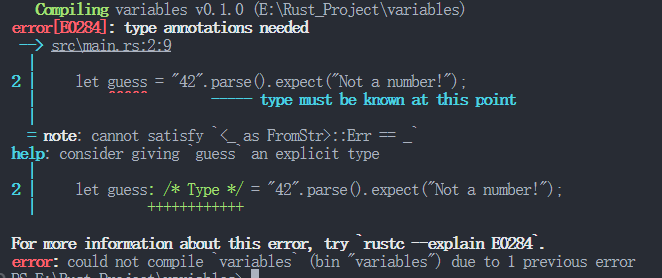 Compiling variables v0.1.0 (E:\Rust_Project\variables)
error[E0284]: type annotations needed
--> src\main.rs:2:9
|
2 |     let guess = "42".parse().expect("Not a number!");
|         ^^^^^        ----- type must be known at this point
|
= note: cannot satisfy `<_ as FromStr>::Err == _`
help: consider giving `guess` an explicit type
|
2 |     let guess: /* Type */ = "42".parse().expect("Not a number!");
|              ++++++++++++
For more information about this error, try `rustc --explain E0284`.
error: could not compile `variables` (bin "variables") due to 1 previous error
PS E:\Rust_Project\variables>